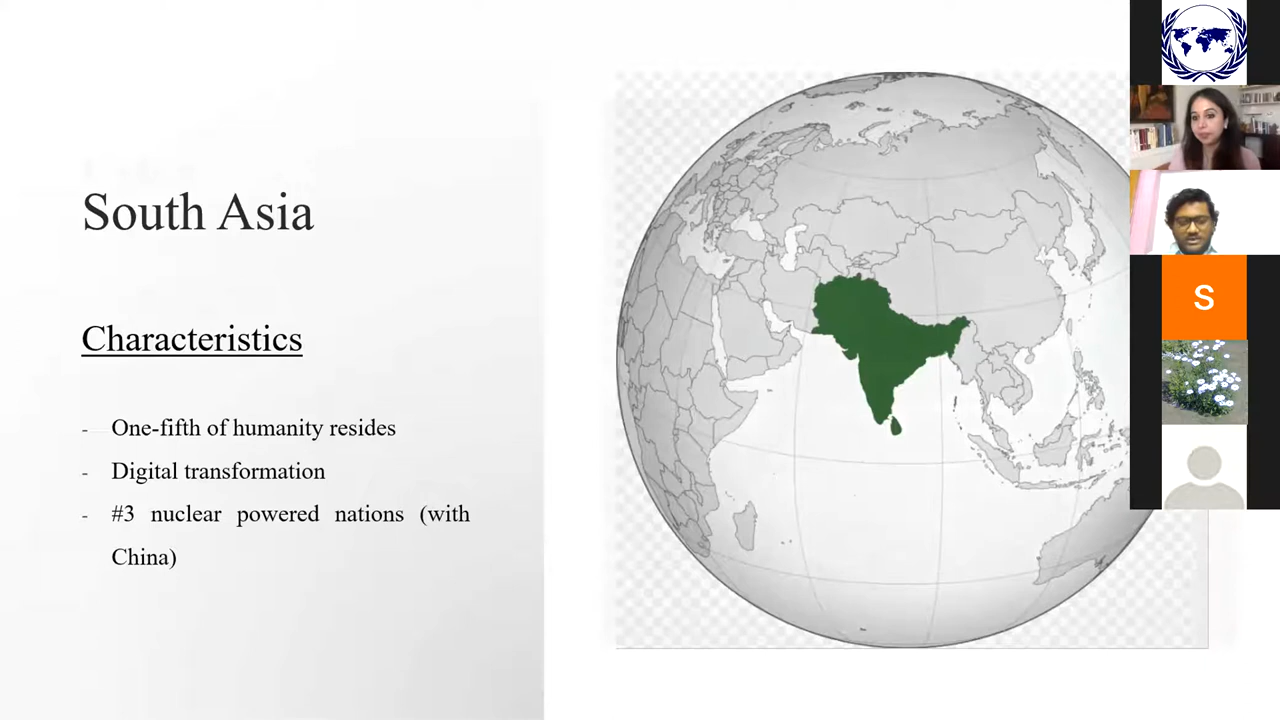 South Asia
Characteristics
- One-fifth of humanity resides
- Digital transformation
- #3 nuclear powered nations (with
China)
S